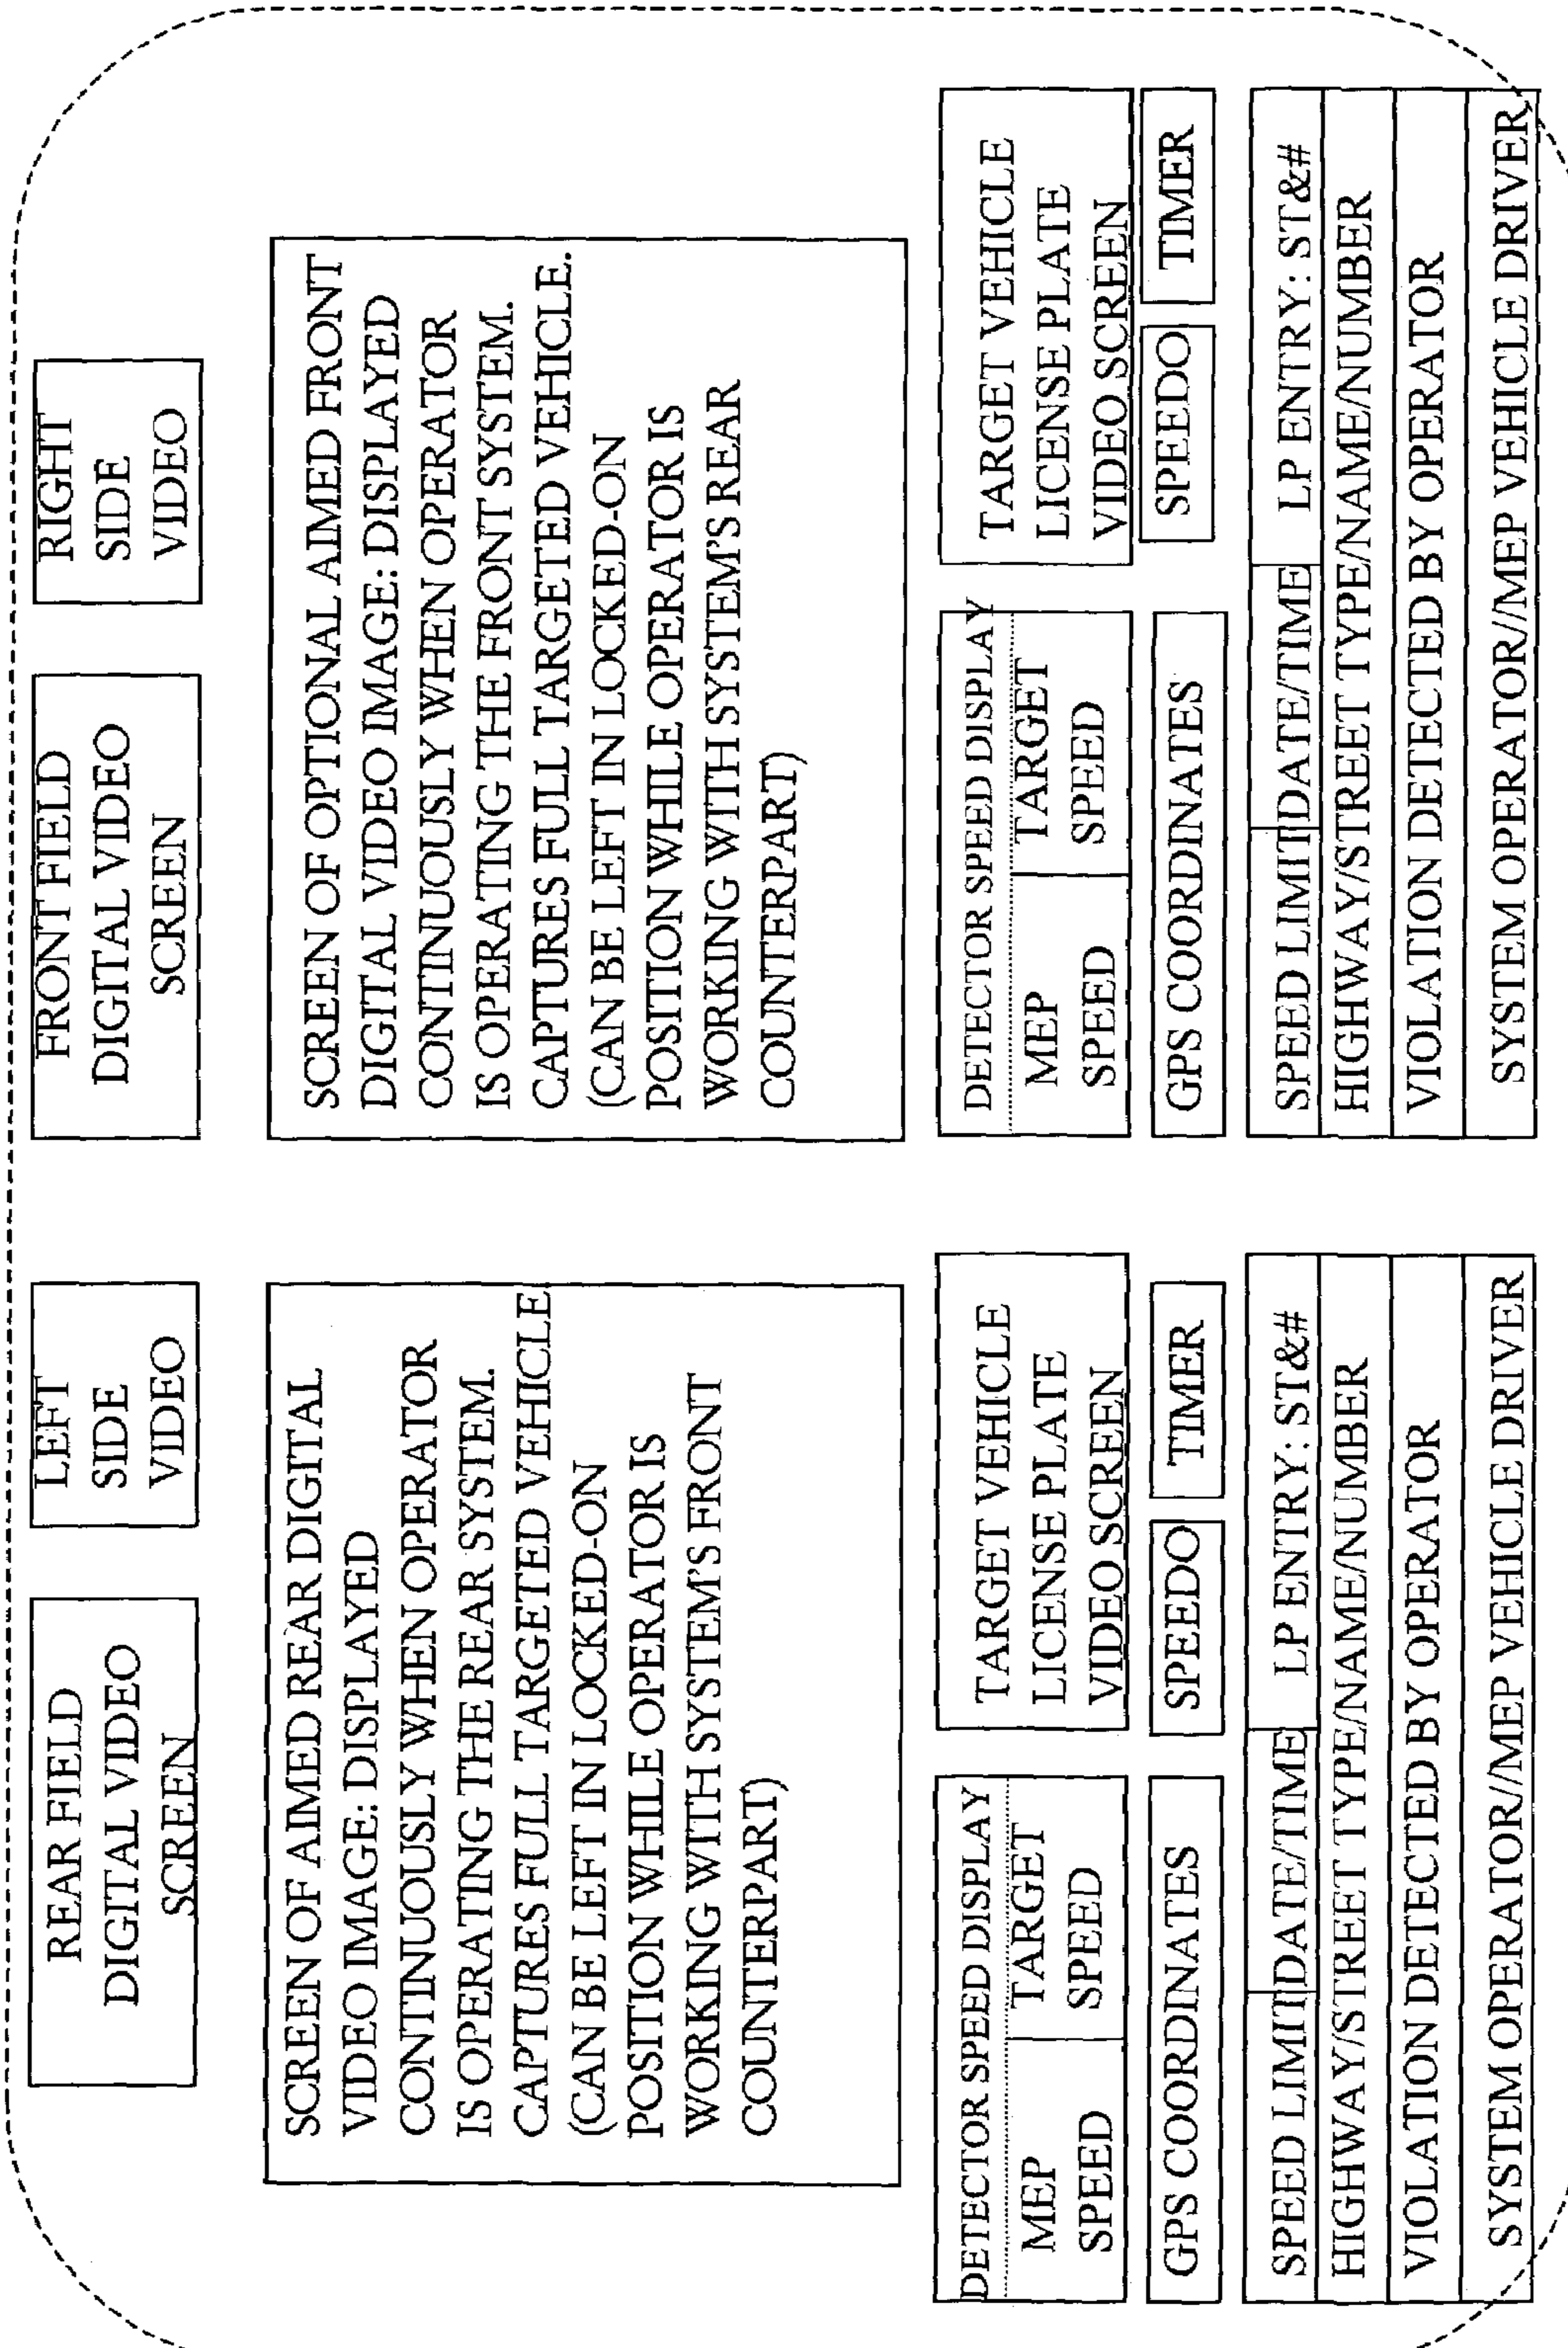 REAR FIELD
DIGITAL VIDEO
SCREEN
LEFT
SIDE
VIDEO
SCREEN OF AIMED REAR DIGITAL
VIDEO IMAGE: DISPLAYED
CONTINUOUSLY WHEN OPERATOR
IS OPERATING THE REAR SYSTEM.
CAPTURES FULL TARGETED VEHICLE
(CAN BE LEFT IN LOCKED-ON
POSITION WHILE OPERATOR IS
WORKING WITH SYSTEM'S FRONT
COUNTERPART)
DETECTOR SPEED DISPLAY
MEP
SPEED
TARGET
SPEED
TARGET VEHICLE
LICENSE PLATE
VIDEO SCREEN
GPS COORDINATES
SPEEDO
TIMER
SPEED LIMIT DATE/TIME LP ENTRY: ST&#
HIGHWAY/STREET TYPE/NAME/NUMBER
VIOLATION DETECTED BY OPERATOR
SYSTEM OPERATOR//MEP VEHICLE DRIVER
FRONT FIELD
DIGITAL VIDEO
SCREEN
RIGHT
SIDE
VIDEO
SCREEN OF OPTIONAL AIMED FRONT
DIGITAL VIDEO IMAGE: DISPLAYED
CONTINUOUSLY WHEN OPERATOR
IS OPERATING THE FRONT SYSTEM.
CAPTURES FULL TARGETED VEHICLE.
(CAN BE LEFT IN LOCKED-ON
POSITION WHILE OPERATOR IS
WORKING WITH SYSTEM'S REAR
COUNTERPART)
DETECTOR SPEED DISPLAY
MEP
SPEED
TARGET
SPEED
TARGET VEHICLE
LICENSE PLATE
VIDEO SCREEN
GPS COORDINATES
SPEEDO
TIMER
SPEED LIMIT DATE/TIME LP ENTRY: ST&#
HIGHWAY/STREET TYPE/NAME/NUMBER
VIOLATION DETECTED BY OPERATOR
SYSTEM OPERATOR//MEP VEHICLE DRIVER